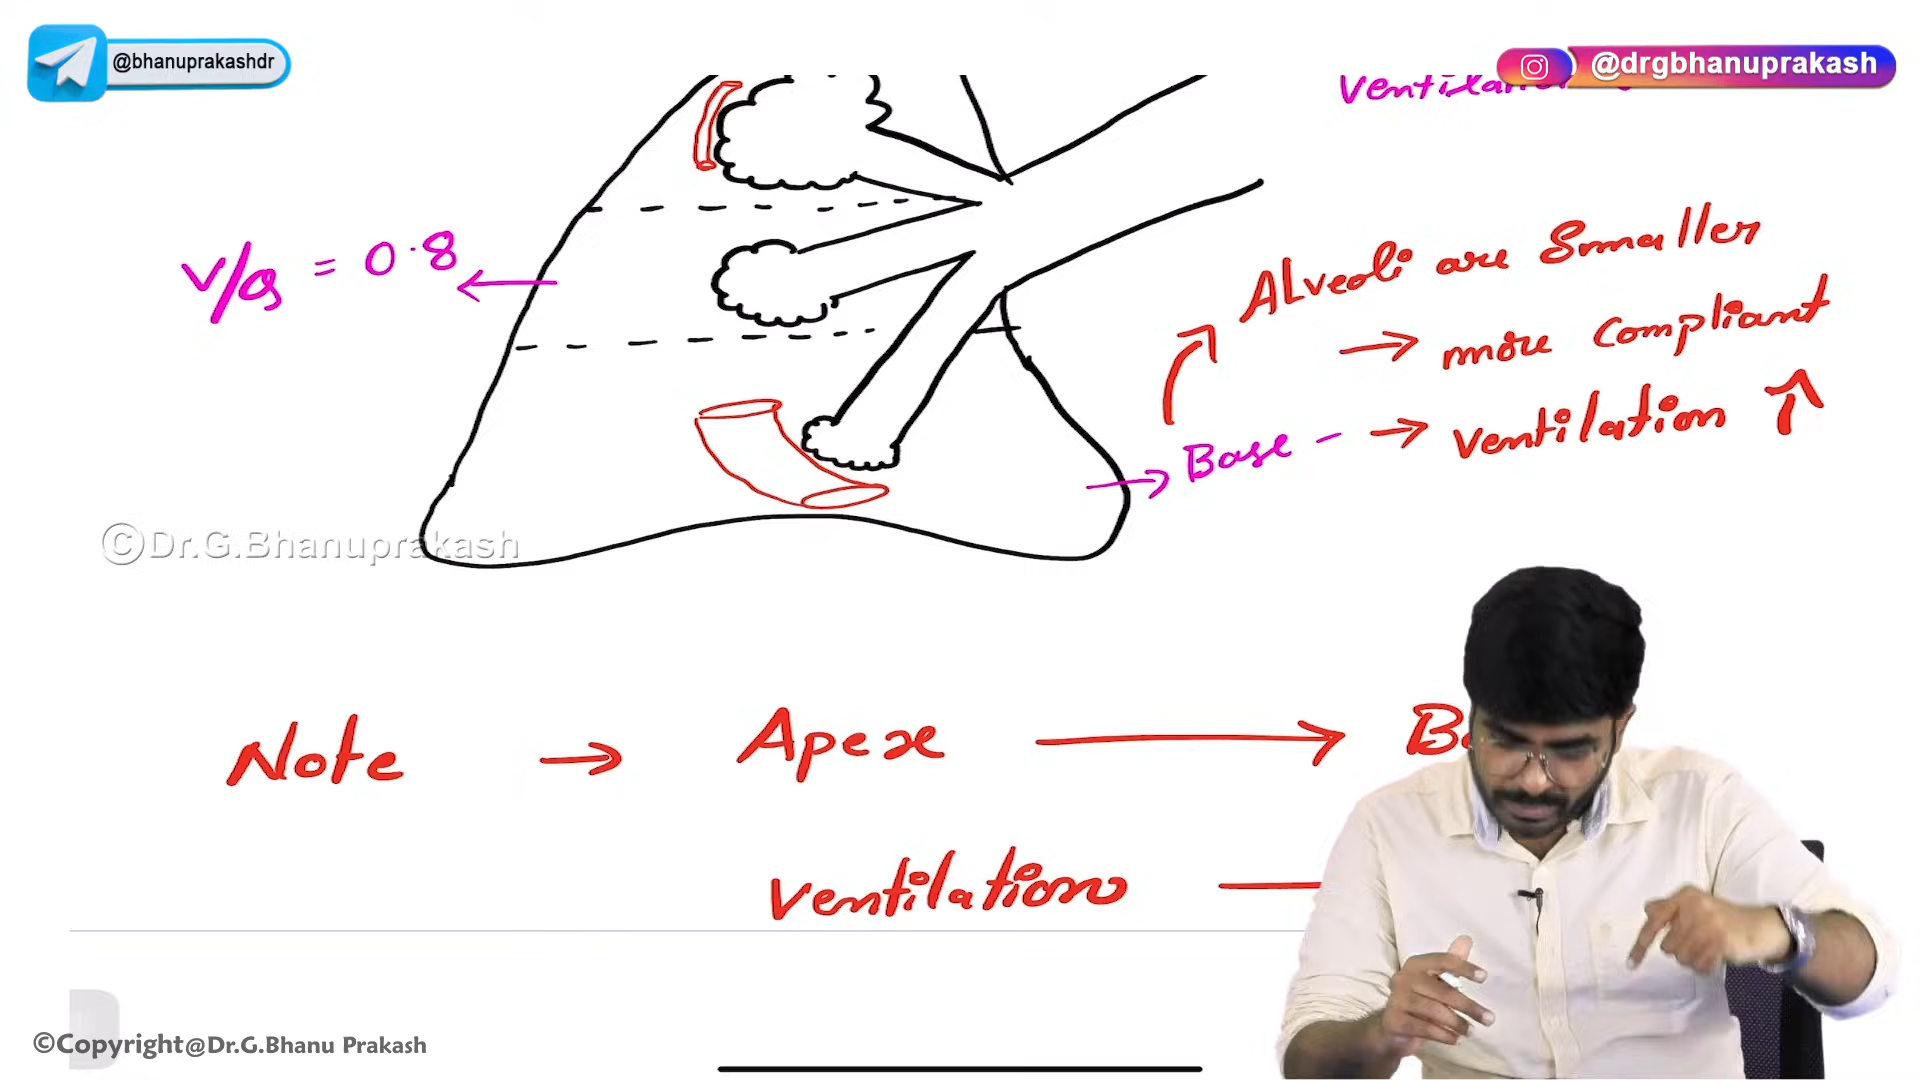 @bhanuprakashdr
@drgbhanuprakash
V/Q = 0.8
Alveoli are Smaller
→ more compliant
Base - → ventilation ↑
©Dr.G.Bhanuprakash
Note → Apex →
Ventilation
©Copyright@Dr.G.Bhanu Prakash